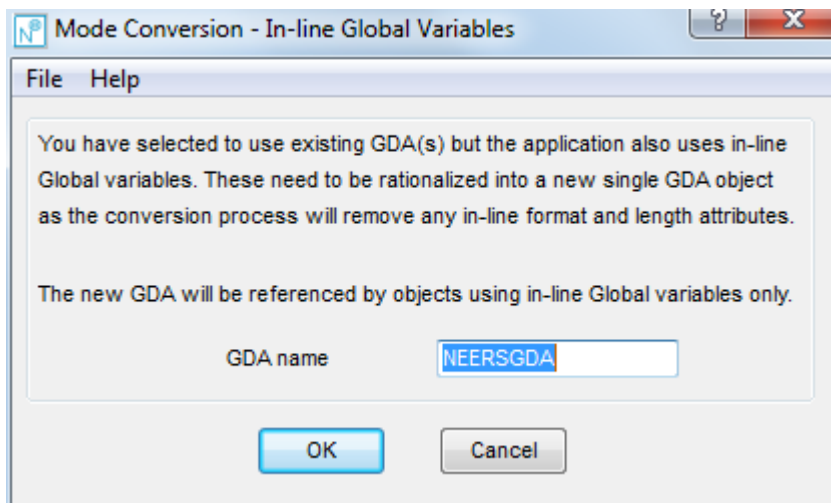 N Mode Conversion - In-line Global Variables ? X
File Help
You have selected to use existing GDA(s) but the application also uses in-line
Global variables. These need to be rationalized into a new single GDA object
as the conversion process will remove any in-line format and length attributes.
The new GDA will be referenced by objects using in-line Global variables only.
GDA name NEERSGDA
OK Cancel